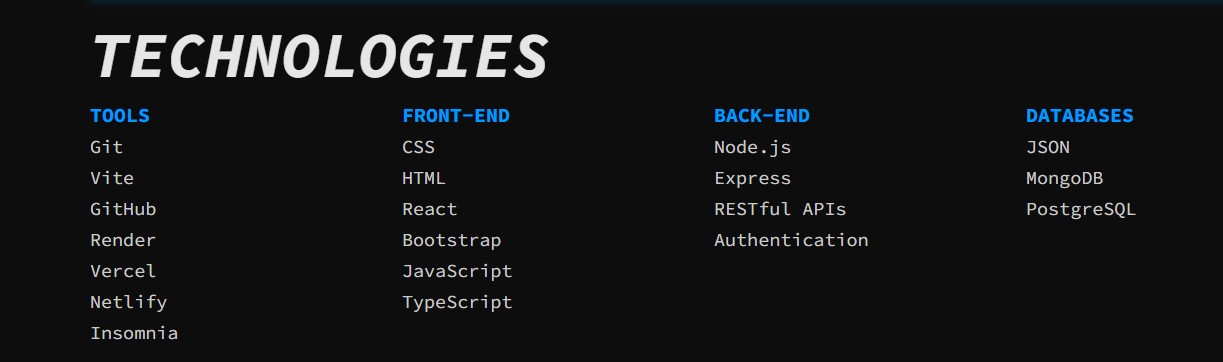 TECHNOLOGIES
TOOLS
Git
Vite
GitHub
Render
Vercel
Netlify
Insomnia
FRONT-END
CSS
HTML
React
Bootstrap
JavaScript
TypeScript
BACK-END
Node.js
Express
RESTful APIs
Authentication
DATABASES
JSON
MongoDB
PostgreSQL